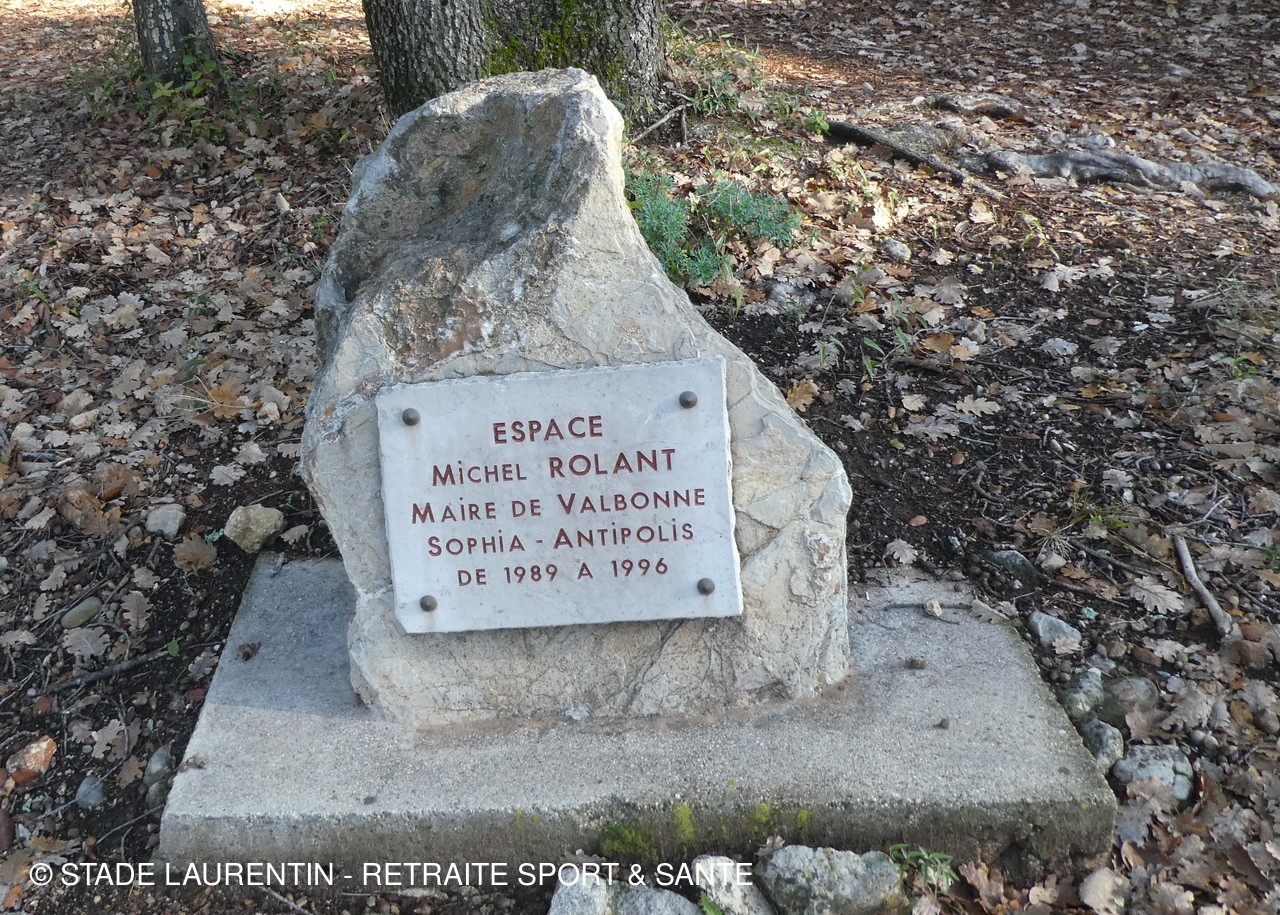 ESPACE
MiCHEL ROLANT
MAiRE DE VALBONNE
SOPHiA - ANTiPOLiS
DE 1989 A 1996
© STADE LAURENTIN - RETRAITE SPORT & SANTE